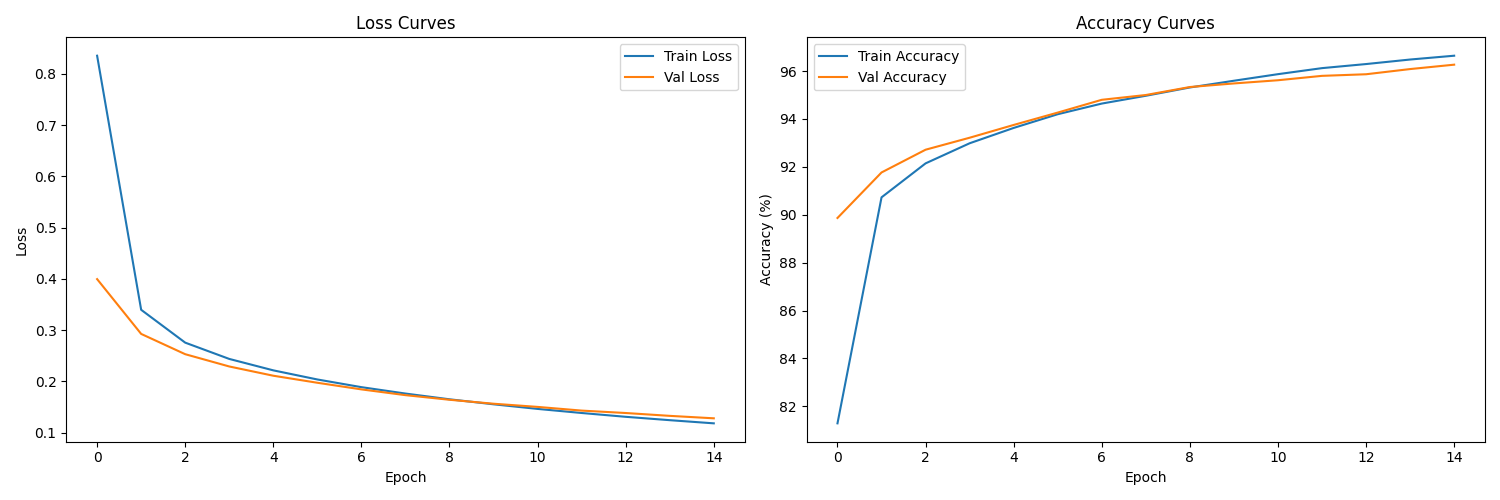 Loss Curves
Train Loss
Val Loss
0.8
0.7
0.6
0.5
0.4
0.3
0.2
0.1
Loss
0 2 4 6 8 10 12 14
Epoch
Accuracy Curves
Train Accuracy
Val Accuracy
96
94
92
90
88
86
84
82
Accuracy (%)
0 2 4 6 8 10 12 14
Epoch